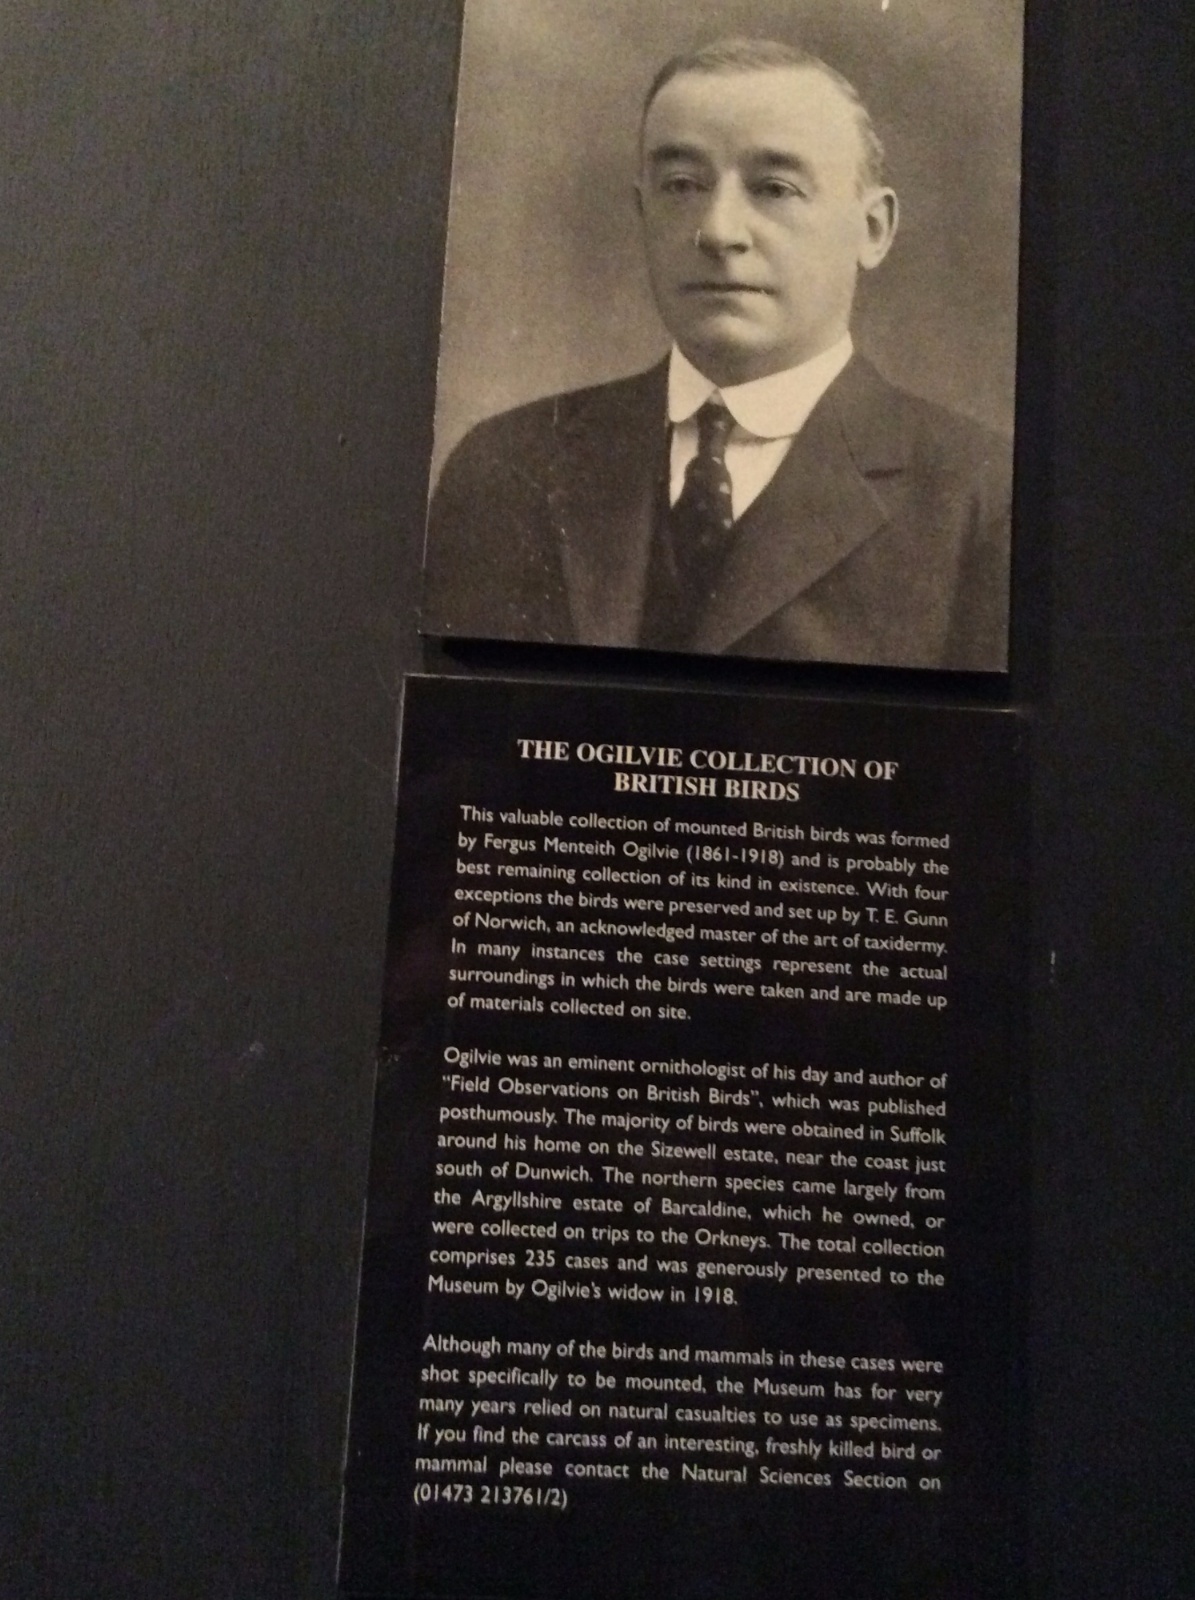 THE OGILVIE COLLECTION OF
BRITISH BIRDS
This valuable collection of mounted British birds was formed
by Fergus Menteith Ogilvie (1861-1918) and is probably the
best remaining collection of its kind in existence. With four
exceptions the birds were preserved and set up by T. E. Gunn
of Norwich, an acknowledged master of the art of taxidermy.
In many instances the case settings represent the actual
surroundings in which the birds were taken and are made up
of materials collected on site.
Ogilvie was an eminent ornithologist of his day and author of
"Field Observations on British Birds", which was published
posthumously. The majority of birds were obtained in Suffolk
around his home on the Sizewell estate, near the coast just
south of Dunwich. The northern species came largely from
the Argyllshire estate of Barcaldine, which he owned, or
were collected on trips to the Orkneys. The total collection
comprises 235 cases and was generously presented to the
Museum by Ogilvie's widow in 1918.
Although many of the birds and mammals in these cases were
shot specifically to be mounted, the Museum has for very
many years relied on natural casualties to use as specimens.
If you find the carcass of an interesting, freshly killed bird or
mammal please contact the Natural Sciences Section on
(01473 213761/2)